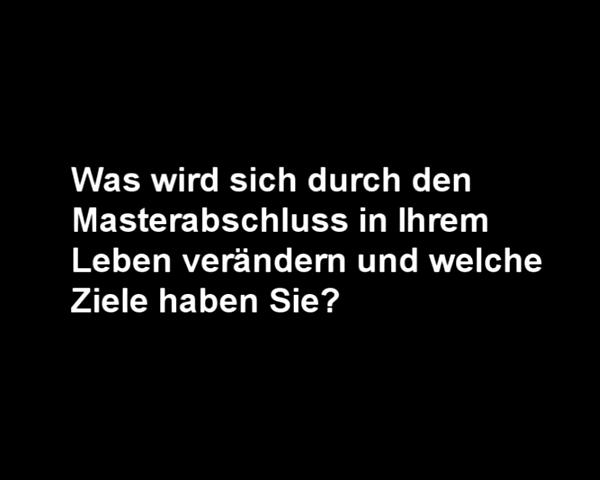 Was wird sich durch den
Masterabschluss in Ihrem
Leben verändern und welche
Ziele haben Sie?